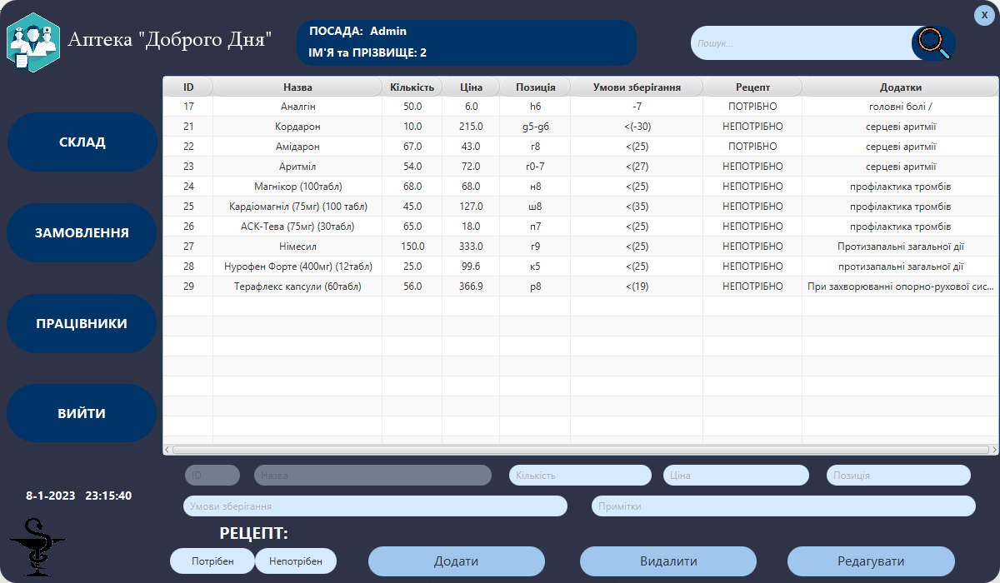 X
Аптека "Доброго Дня"
ПОСАДА: Admin
ІМ'Я та ПРІЗВИЩЕ: 2
Пошук...
ID Назва Кількість Ціна Позиція Умови зберігання Рецепт Додатки
17 Аналгін 50.0 6.0 h6 -7 ПОТРІБНО головні болі /
21 Кордарон 10.0 215.0 g5-g6 <(-30) НЕПОТРІБНО серцеві аритмії
22 Амідарон 67.0 43.0 г8 <(25) ПОТРІБНО серцеві аритмії
23 Аритміл 54.0 72.0 г0-7 <(27) НЕПОТРІБНО серцеві аритмії
24 Магнікор (100табл) 68.0 68.0 н8 <(25) НЕПОТРІБНО профілактика тромбів
25 Кардіомагніл (75мг) (100 табл) 45.0 127.0 ш8 <(35) НЕПОТРІБНО профілактика тромбів
26 АСК-Тева (75мг) (30табл) 65.0 18.0 п7 <(25) НЕПОТРІБНО профілактика тромбів
27 Німесил 150.0 333.0 г9 <(25) НЕПОТРІБНО Протизапальні загальної дії
28 Нурофен Форте (400мг) (12табл) 25.0 99.6 к5 <(25) НЕПОТРІБНО протизапальні загальної дії
29 Терафлекс капсули (60табл) 56.0 366.9 р8 <(19) НЕПОТРІБНО При захворюванні опорно-рухової сис...
СКЛАД
ЗАМОВЛЕННЯ
ПРАЦІВНИКИ
ВИЙТИ
8-1-2023 23:15:40
ID Назва Кількість Ціна Позиція
Умови зберігання Примітки
РЕЦЕПТ:
Потрібен Непотрібен Додати Видалити Редагувати